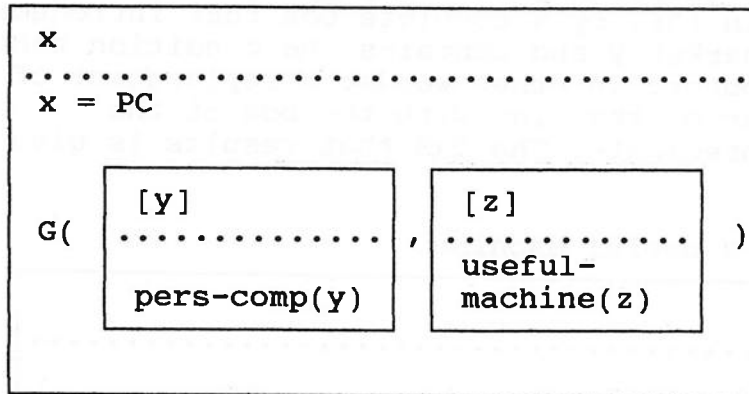 x
x = PC
[y] [z]
G( , )
pers-comp(y) useful-
machine(z)